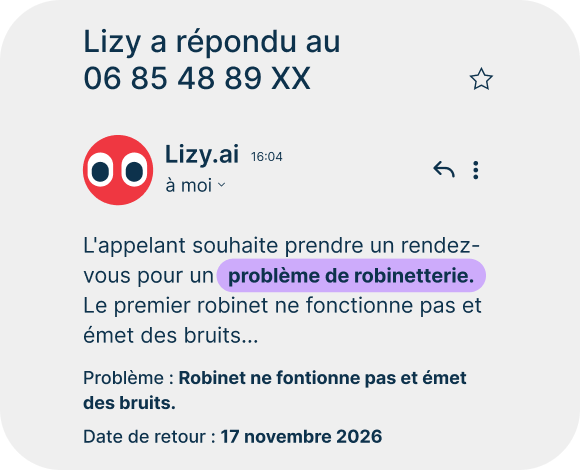 Lizy a répondu au
06 85 48 89 XX
Lizy.ai 16:04
à moi
L'appelant souhaite prendre un rendez-
vous pour un problème de robinetterie.
Le premier robinet ne fonctionne pas et
émet des bruits...
Problème : Robinet ne fontionne pas et émet
des bruits.
Date de retour : 17 novembre 2026